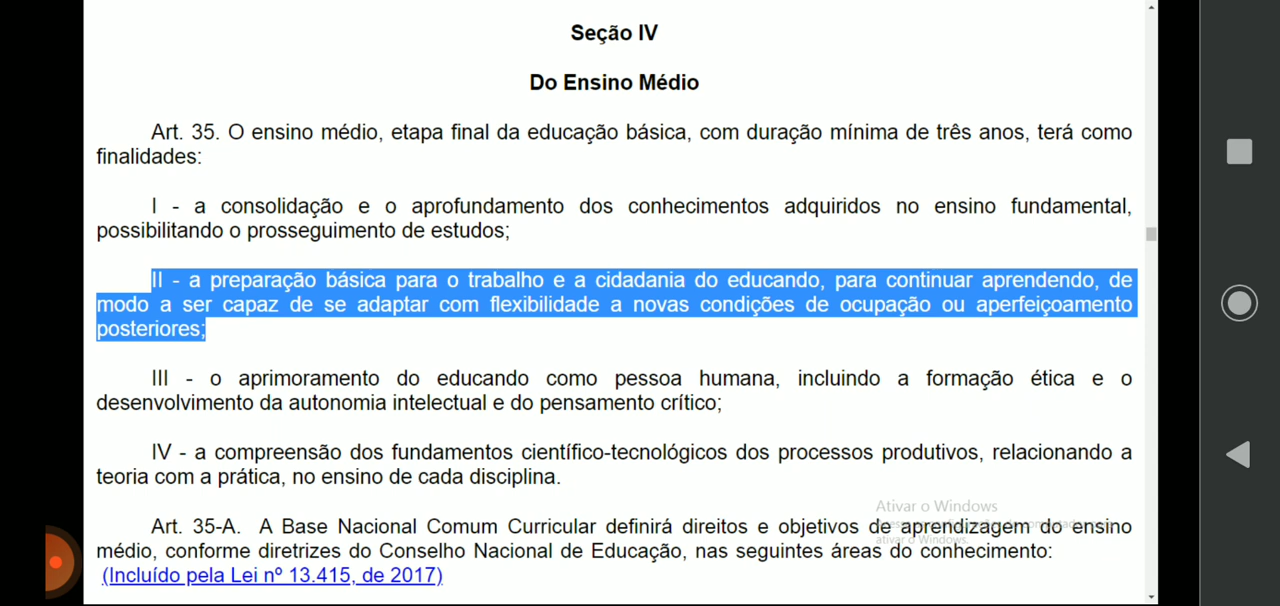 Seção IV
Do Ensino Médio
Art. 35. O ensino médio, etapa final da educação básica, com duração mínima de três anos, terá como
finalidades:
I - a consolidação e o aprofundamento dos conhecimentos adquiridos no ensino fundamental,
possibilitando o prosseguimento de estudos;
II - a preparação básica para o trabalho e a cidadania do educando, para continuar aprendendo, de
modo a ser capaz de se adaptar com flexibilidade a novas condições de ocupação ou aperfeiçoamento
posteriores;
III - o aprimoramento do educando como pessoa humana, incluindo a formação ética e o
desenvolvimento da autonomia intelectual e do pensamento crítico;
IV - a compreensão dos fundamentos científico-tecnológicos dos processos produtivos, relacionando a
teoria com a prática, no ensino de cada disciplina.
Ativar o Windows
Art. 35-A. A Base Nacional Comum Curricular definirá direitos e objetivos de aprendizagem do ensino
ativar o Windows.
médio, conforme diretrizes do Conselho Nacional de Educação, nas seguintes áreas do conhecimento:
(Incluído pela Lei nº 13.415, de 2017)